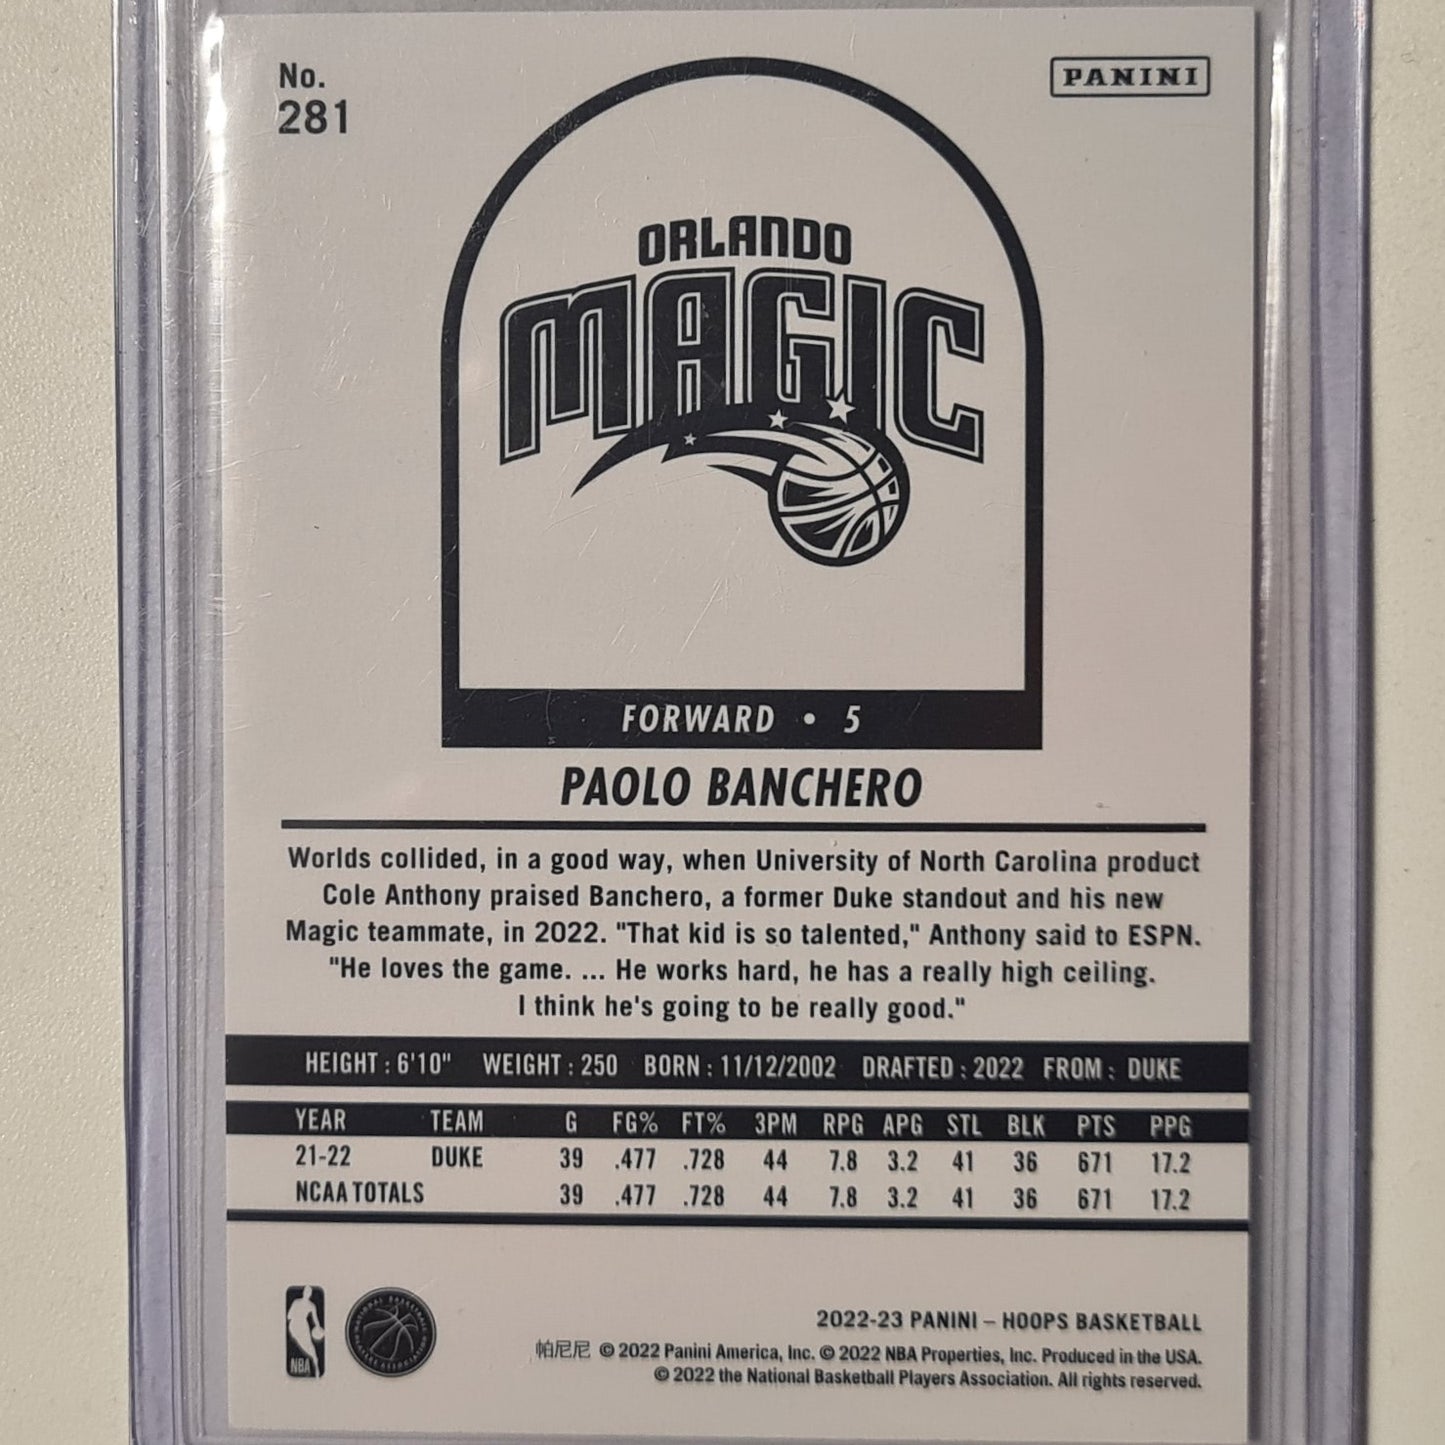 No.
281
PANINI
ORLANDO
MAGIC
FORWARD • 5
PAOLO BANCHERO
Worlds collided, in a good way, when University of North Carolina product
Cole Anthony praised Banchero, a former Duke standout and his new
Magic teammate, in 2022. "That kid is so talented," Anthony said to ESPN.
"He loves the game. ... He works hard, he has a really high ceiling.
I think he's going to be really good."
HEIGHT : 6'10" WEIGHT : 250 BORN : 11/12/2002 DRAFTED : 2022 FROM : DUKE
YEAR TEAM G FG% FT% 3PM RPG APG STL BLK PTS PPG
21-22 DUKE 39 .477 .728 44 7.8 3.2 41 36 671 17.2
NCAA TOTALS 39 .477 .728 44 7.8 3.2 41 36 671 17.2
NBA
NATIONAL BASKETBALL PLAYERS ASSOCIATION
2022-23 PANINI – HOOPS BASKETBALL
帕尼尼 © 2022 Panini America, Inc. © 2022 NBA Properties, Inc. Produced in the USA.
© 2022 the National Basketball Players Association. All rights reserved.